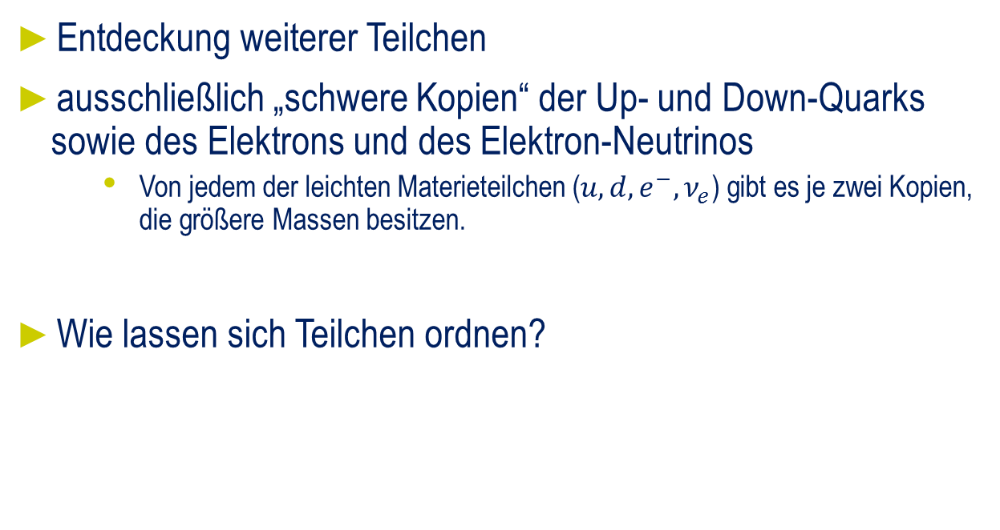 ► Entdeckung weiterer Teilchen
► ausschließlich „schwere Kopien“ der Up- und Down-Quarks
sowie des Elektrons und des Elektron-Neutrinos
• Von jedem der leichten Materieteilchen (𝑢, 𝑑, 𝑒⁻, 𝜈ₑ) gibt es je zwei Kopien,
die größere Massen besitzen.
► Wie lassen sich Teilchen ordnen?